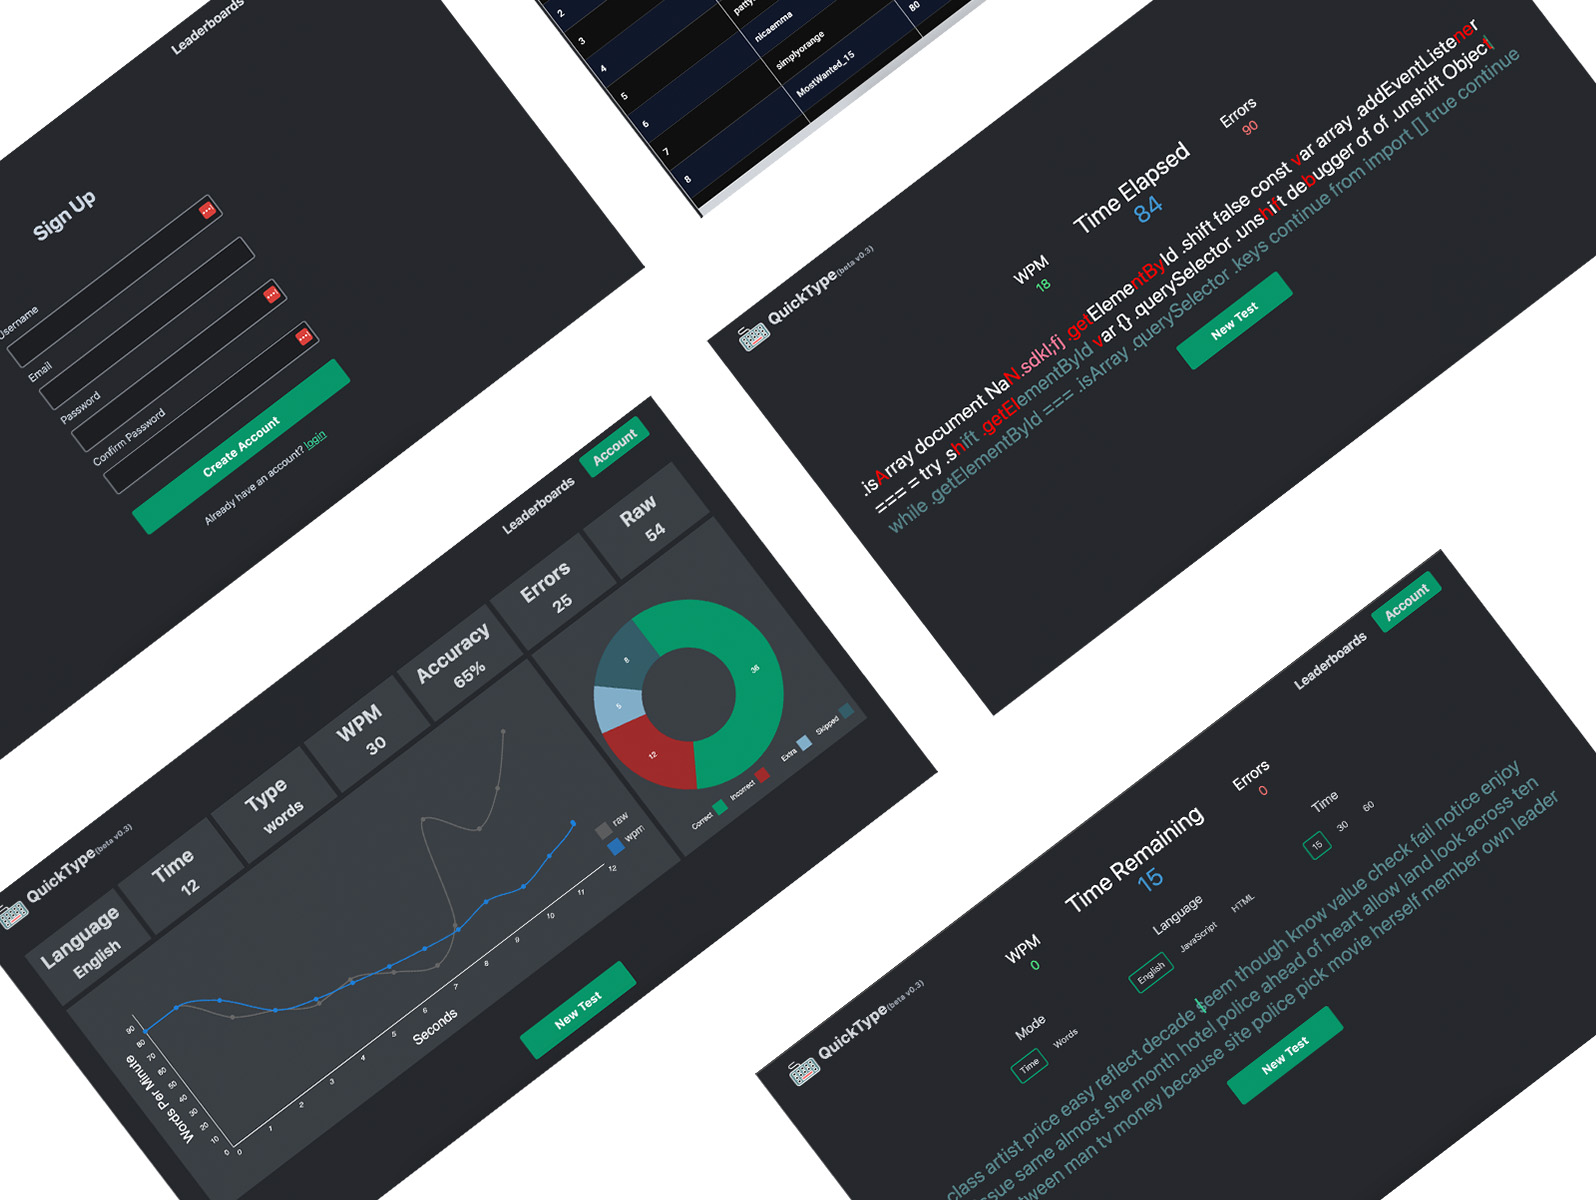 Leaderboards
Sign Up
Username
Email
Password
Confirm Password
Create Account
Already have an account? login
2
3
4
5
6
7
8
nicaemma
simplyorange
MostWanted_15
80
QuickType(beta v0.3)
WPM
18
Time Elapsed
84
Errors
90
.isArray document NaN.sdkl;fj .getElementById .shift false const var array .addEventListener
=== = try .shift .getElementById var {} .querySelector .unshift debugger of of .unshift Object
while .getElementById === .isArray .querySelector .keys continue from import [] true continue
New Test
QuickType(beta v0.3)
Leaderboards
Account
Language
English
Time
12
Type
words
WPM
30
Accuracy
65%
Errors
25
Raw
54
Words Per Minute
90
80
70
60
50
40
30
20
10
0
0
1
2
3
4
5
6
7
8
9
10
11
12
Seconds
raw
wpm
36
12
5
8
Correct
Incorrect
Extra
Skipped
New Test
QuickType(beta v0.3)
Leaderboards
Account
WPM
0
Time Remaining
15
Errors
0
Mode
Time
Words
Language
English
JavaScript
HTML
Time
15
30
60
class artist price easy reflect decade seem though know value check fail notice enjoy
same almost she month hotel police ahead of heart allow land look across ten
man tv money because site police pick movie herself member own leader
New Test